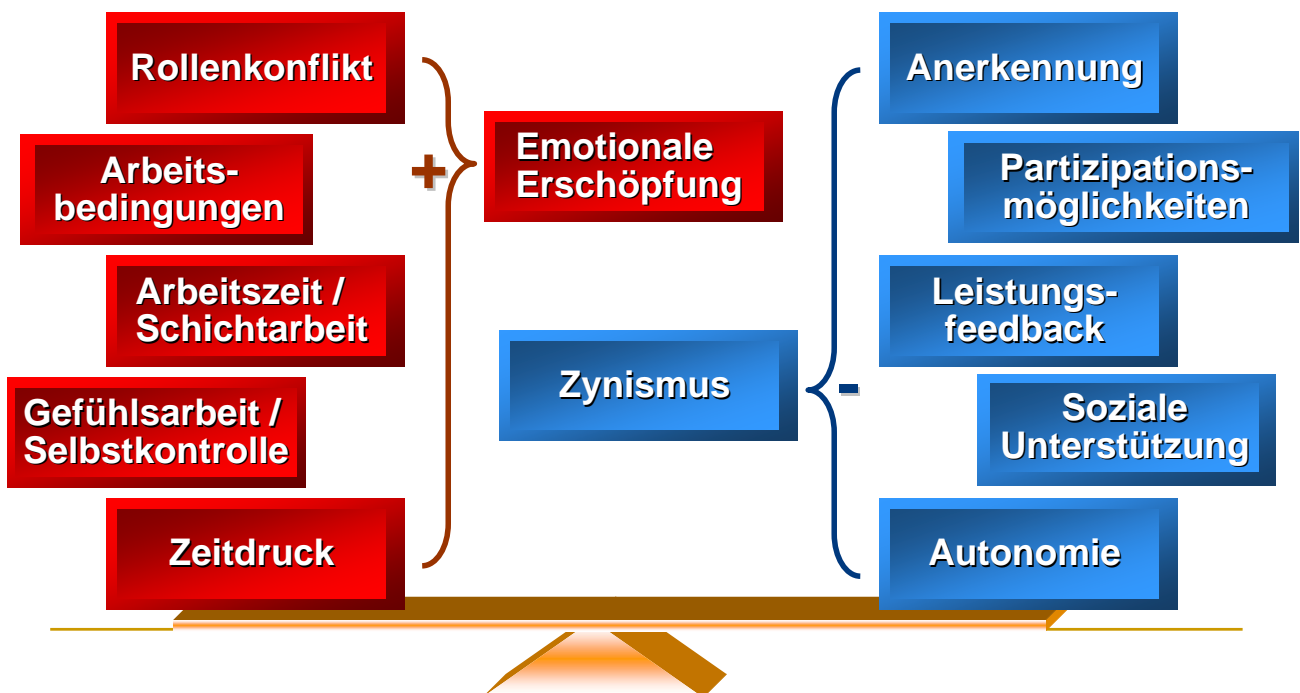 Rollenkonflikt
Arbeits-
bedingungen
Arbeitszeit /
Schichtarbeit
Gefühlsarbeit /
Selbstkontrolle
Zeitdruck
+
Emotionale
Erschöpfung
Zynismus
-
Anerkennung
Partizipations-
möglichkeiten
Leistungs-
feedback
Soziale
Unterstützung
Autonomie